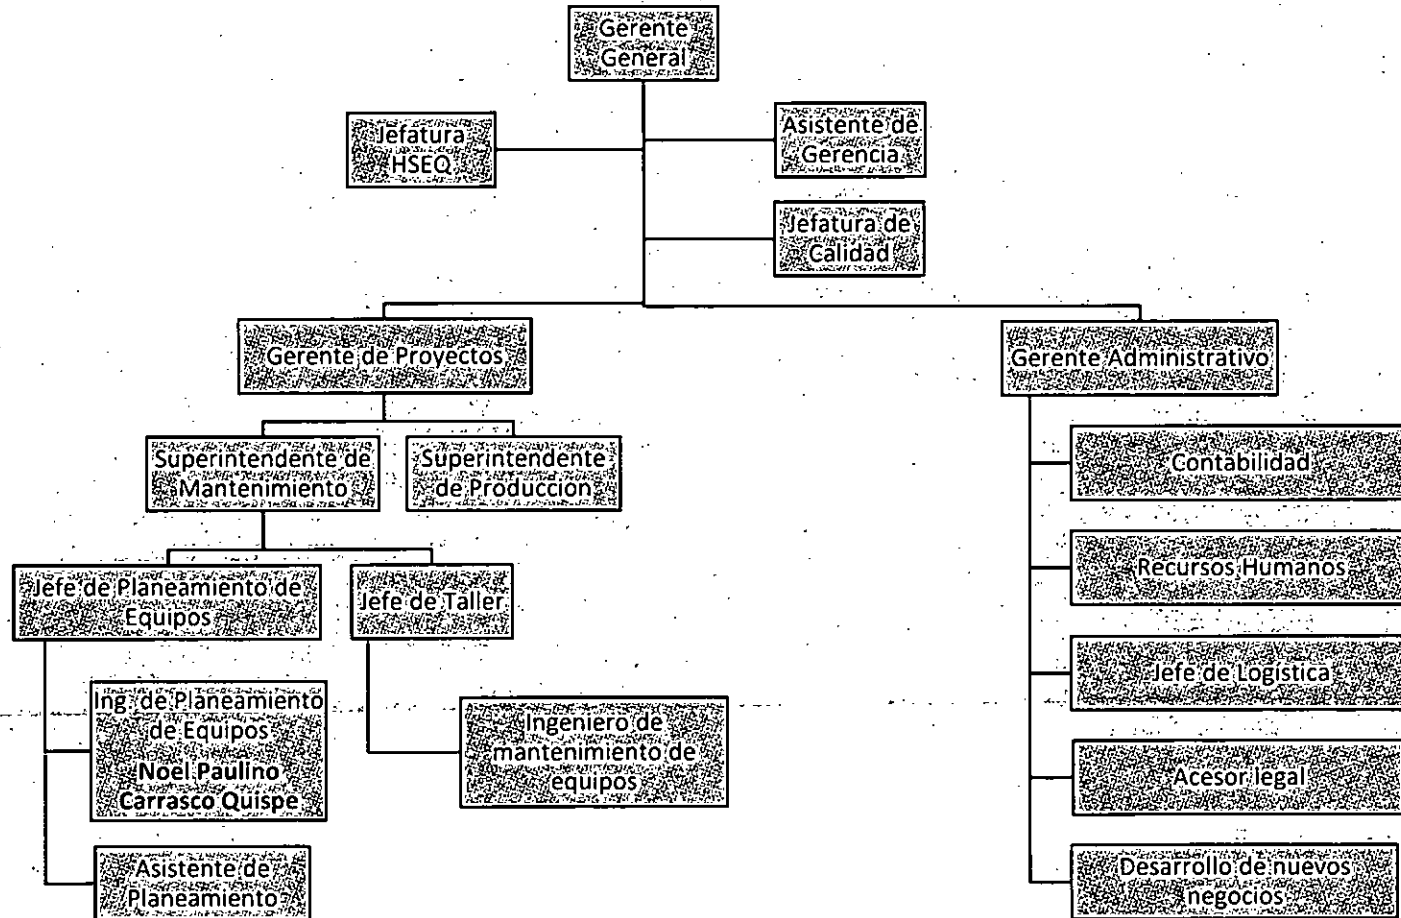 Gerente
General
Jefatura
HSEQ
Asistente de
Gerencia
Jefatura de
Calidad
Gerente de Proyectos
Gerente Administrativo
Superintendente de
Mantenimiento
Superintendente
de Producción
Contabilidad
Recursos Humanos
Jefe de Logística
Acesor legal
Desarrollo de nuevos
negocios
Jefe de Planeamiento de
Equipos
Jefe de Taller
Ing. de Planeamiento
de Equipos
Noel Paulino
Carrasco Quispe
Ingeniero de
mantenimiento de
equipos
Asistente de
Planeamiento